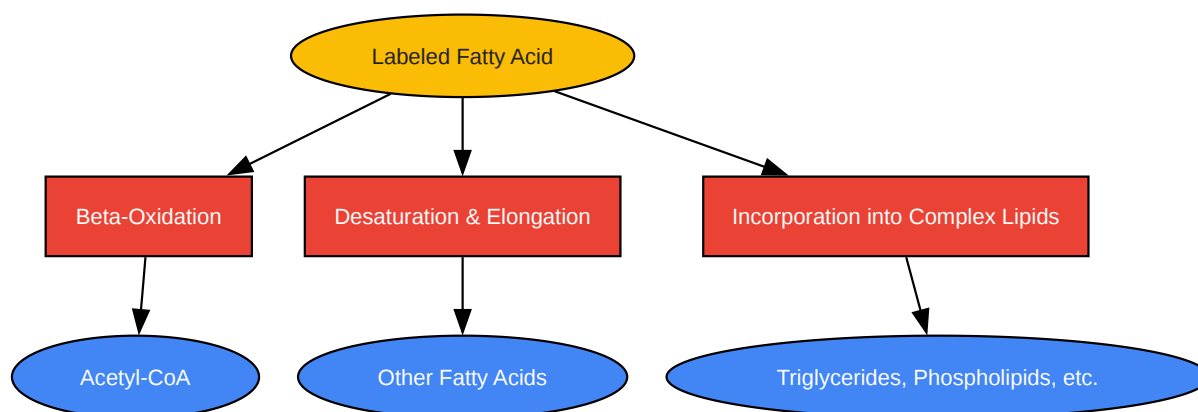 Labeled Fatty Acid
Beta-Oxidation
Desaturation & Elongation
Incorporation into Complex Lipids
Acetyl-CoA
Other Fatty Acids
Triglycerides, Phospholipids, etc.